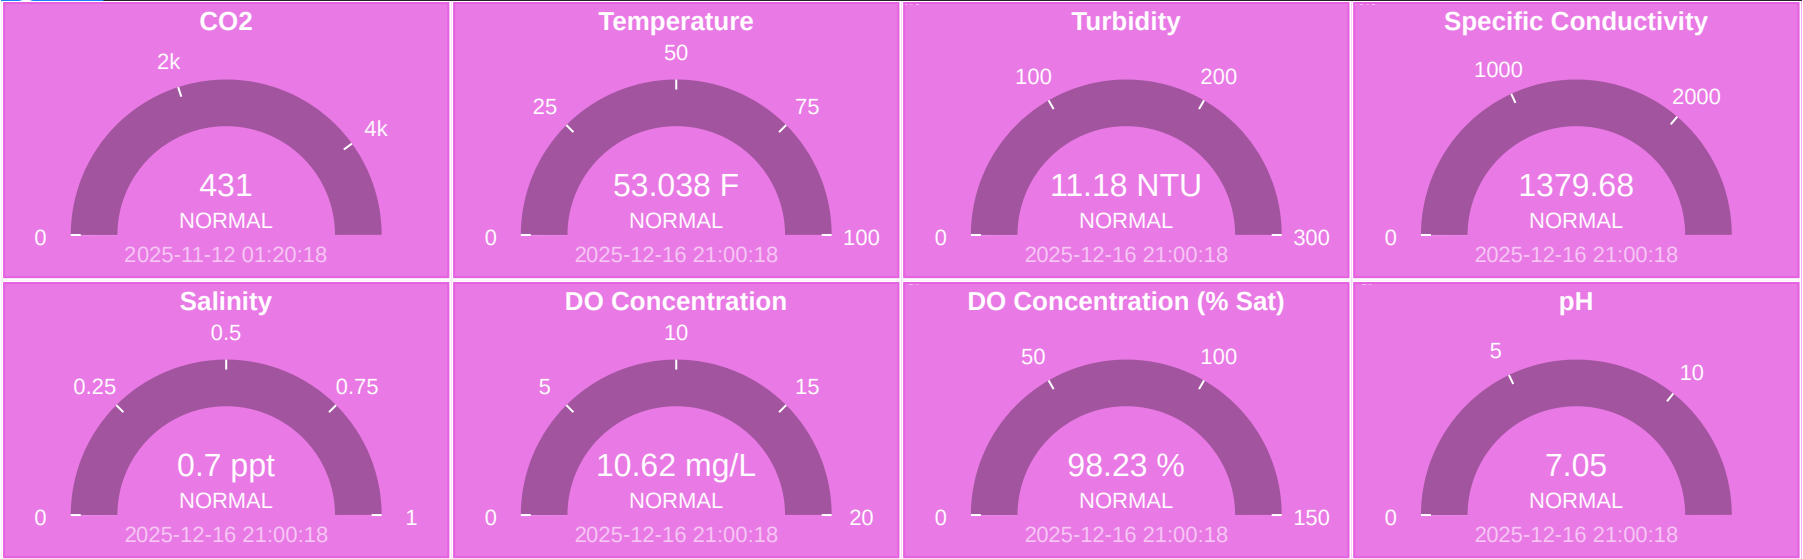 CO2
2k
4k
0
431
NORMAL
2025-11-12 01:20:18
Temperature
50
25
75
0
100
53.038 F
NORMAL
2025-12-16 21:00:18
Turbidity
100
200
0
300
11.18 NTU
NORMAL
2025-12-16 21:00:18
Specific Conductivity
1000
2000
0
1379.68
NORMAL
2025-12-16 21:00:18
Salinity
0.5
0.25
0.75
0
1
0.7 ppt
NORMAL
2025-12-16 21:00:18
DO Concentration
10
5
15
0
20
10.62 mg/L
NORMAL
2025-12-16 21:00:18
DO Concentration (% Sat)
50
100
0
150
98.23 %
NORMAL
2025-12-16 21:00:18
pH
5
10
0
7.05
NORMAL
2025-12-16 21:00:18